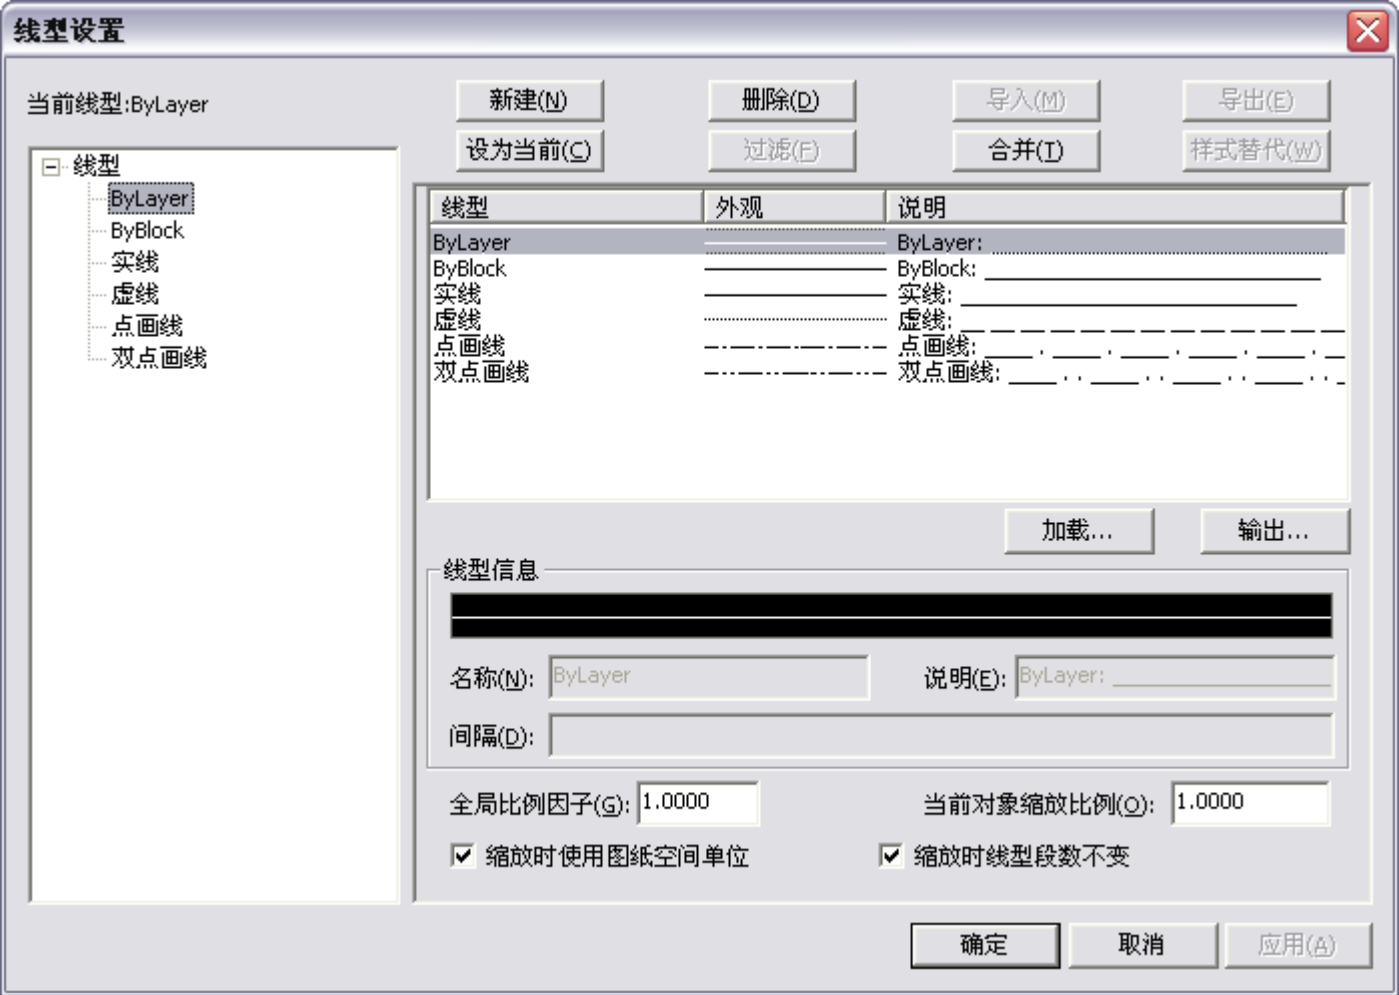 线型设置
当前线型:ByLayer
新建(N)
删除(D)
导入(M)
导出(E)
设为当前(C)
过滤(F)
合并(T)
样式替代(W)
线型
ByLayer
ByBlock
实线
虚线
点画线
双点画线
线型 外观 说明
ByLayer ByLayer:
ByBlock ByBlock:
实线 实线:
虚线 虚线:
点画线 点画线:
双点画线 双点画线:
加载...
输出...
线型信息
名称(N): ByLayer
说明(E): ByLayer:
间隔(D):
全局比例因子(G): 1.0000
当前对象缩放比例(O): 1.0000
缩放时使用图纸空间单位
缩放时线型段数不变
确定
取消
应用(A)